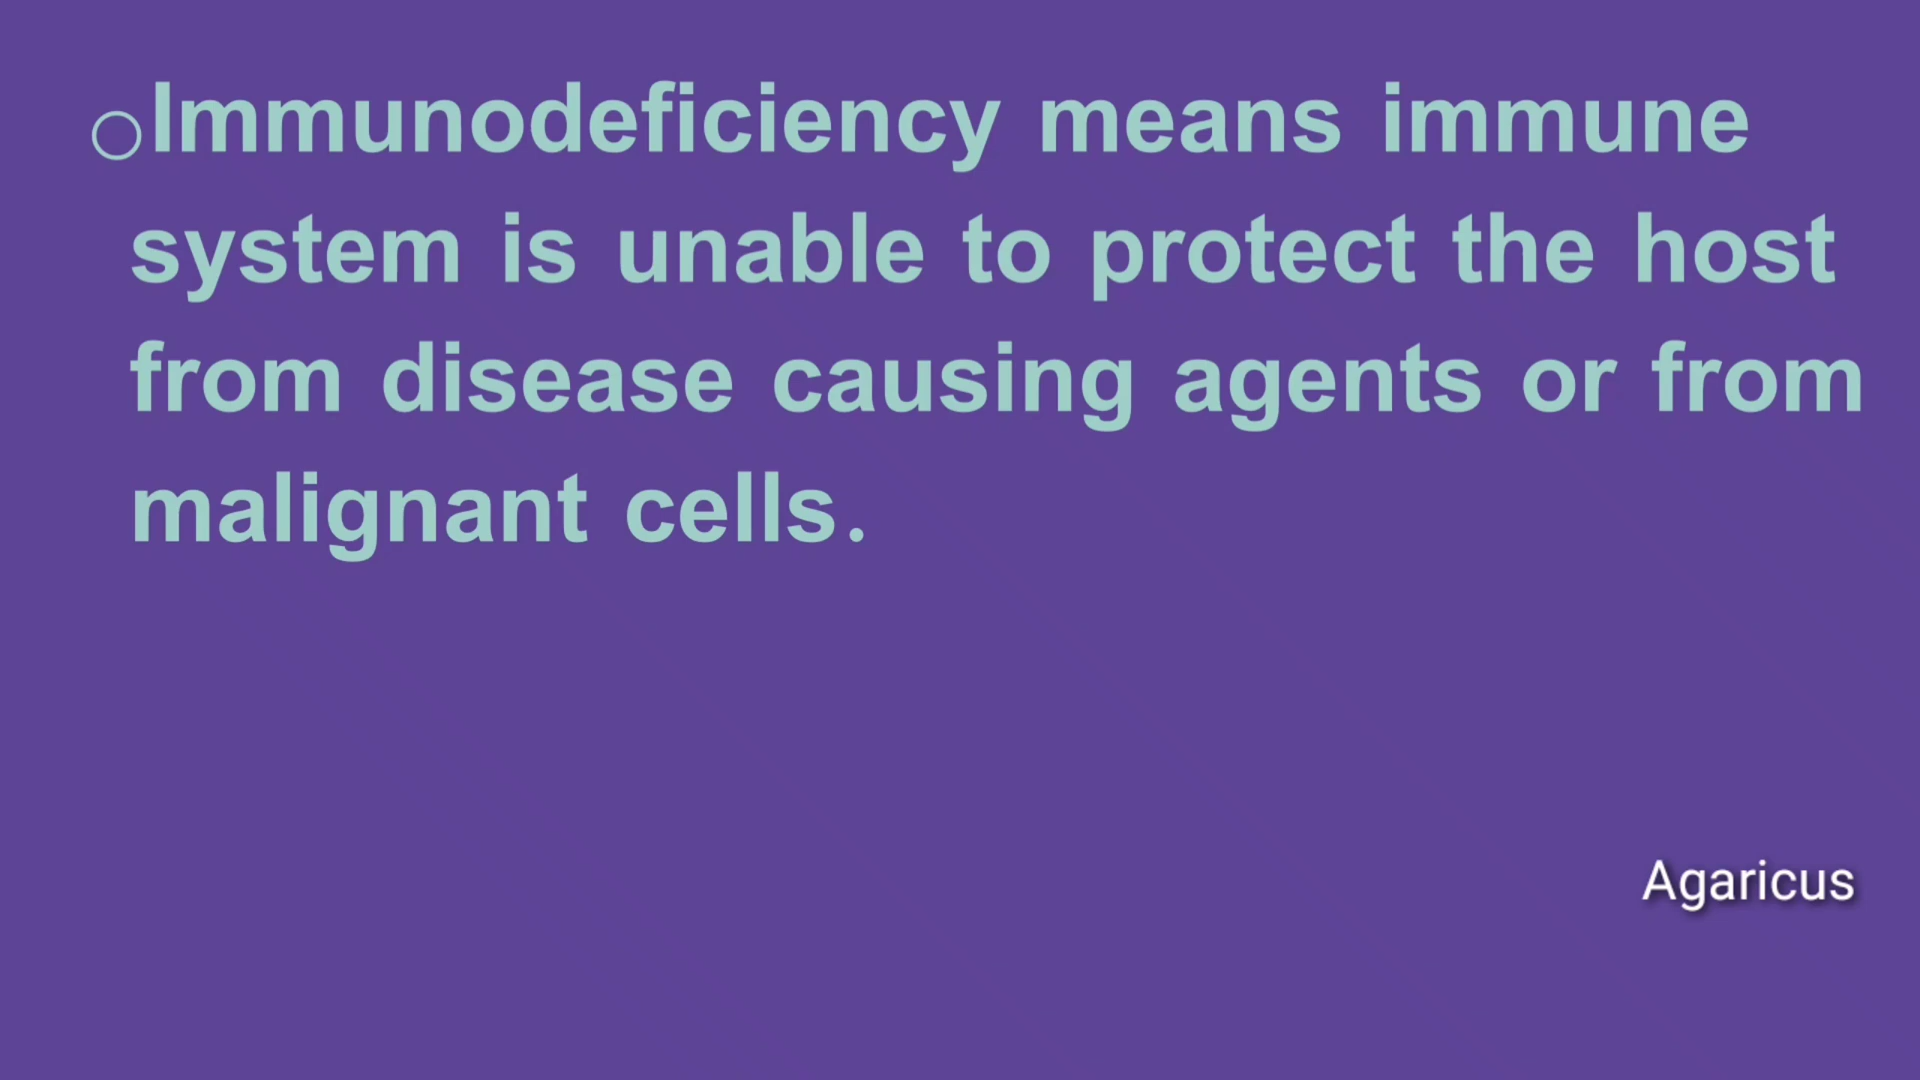 ○Immunodeficiency means immune
system is unable to protect the host
from disease causing agents or from
malignant cells.
Agaricus